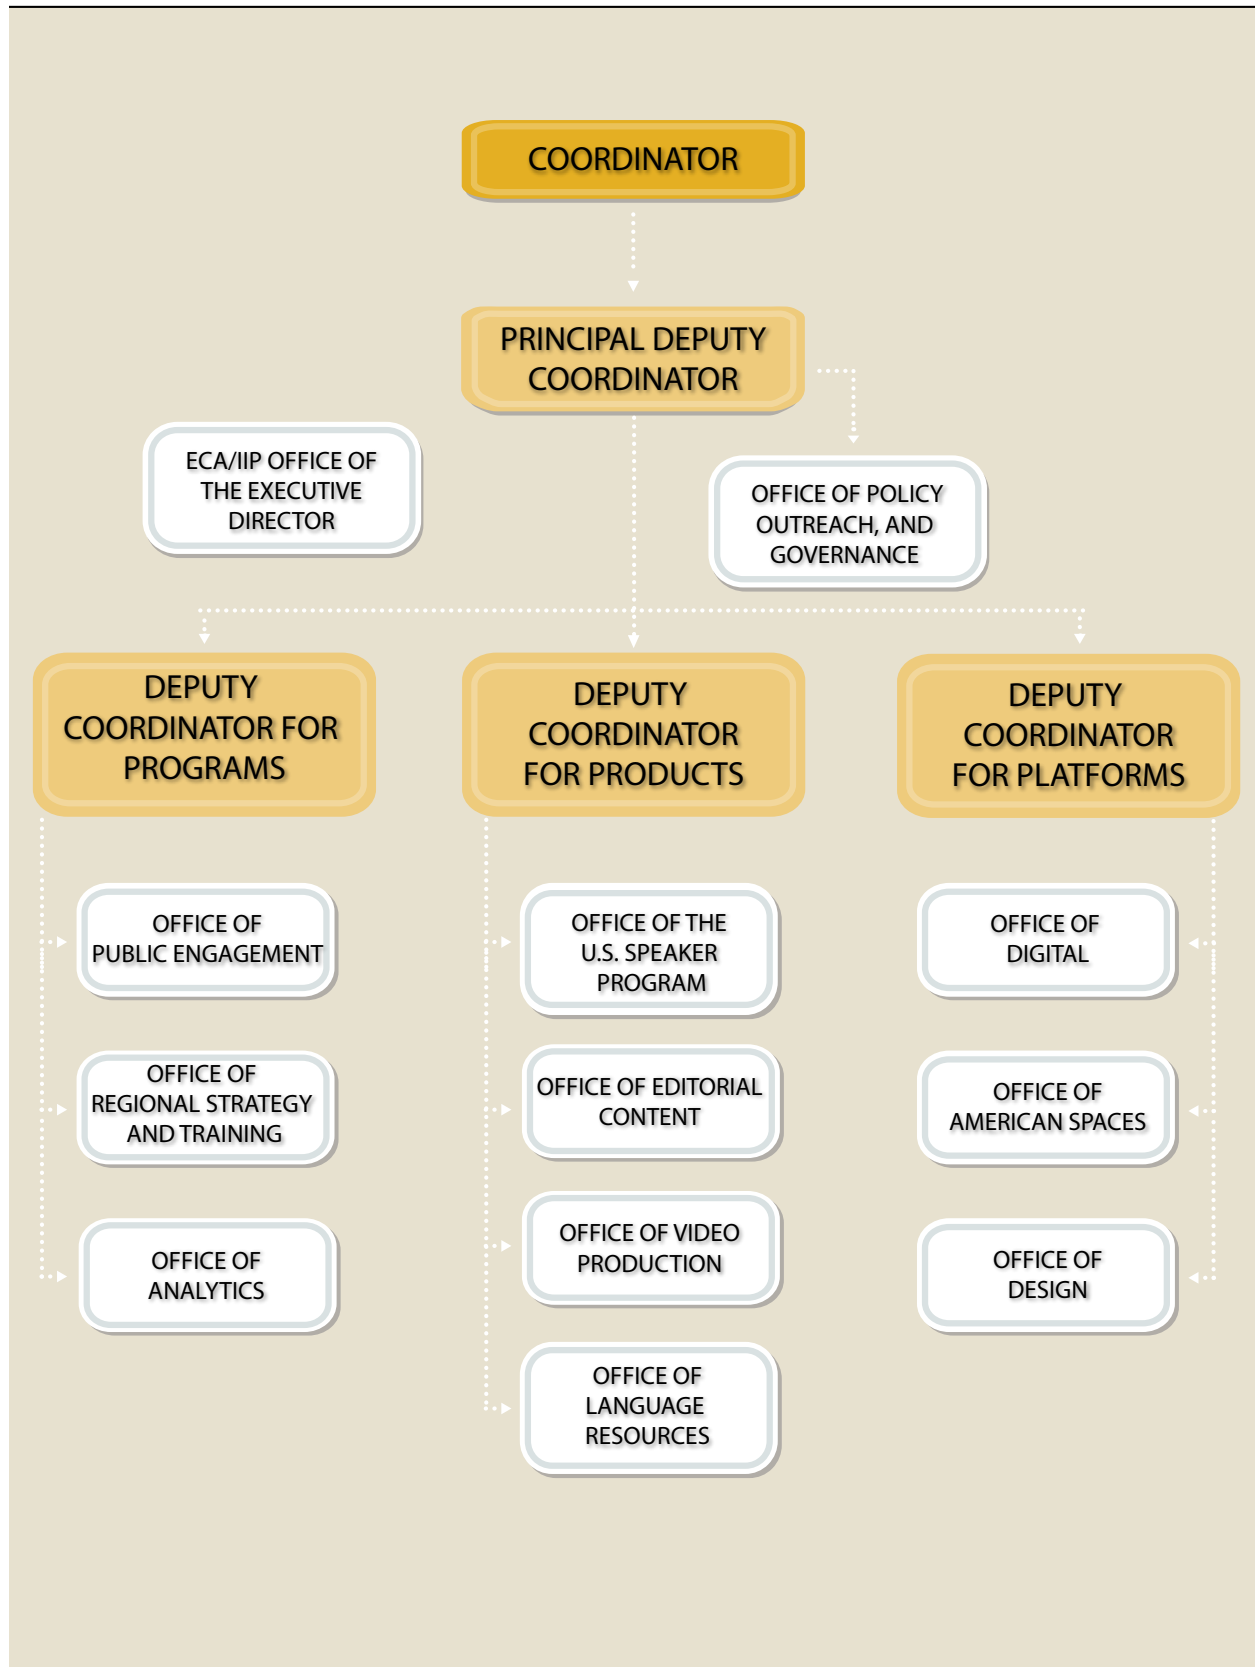 COORDINATOR
PRINCIPAL DEPUTY
COORDINATOR
ECA/IIP OFFICE OF
THE EXECUTIVE
DIRECTOR
OFFICE OF POLICY
OUTREACH, AND
GOVERNANCE
DEPUTY
COORDINATOR FOR
PROGRAMS
DEPUTY
COORDINATOR
FOR PRODUCTS
DEPUTY
COORDINATOR
FOR PLATFORMS
OFFICE OF
PUBLIC ENGAGEMENT
OFFICE OF
REGIONAL STRATEGY
AND TRAINING
OFFICE OF
ANALYTICS
OFFICE OF THE
U.S. SPEAKER
PROGRAM
OFFICE OF EDITORIAL
CONTENT
OFFICE OF VIDEO
PRODUCTION
OFFICE OF
LANGUAGE
RESOURCES
OFFICE OF
DIGITAL
OFFICE OF
AMERICAN SPACES
OFFICE OF
DESIGN